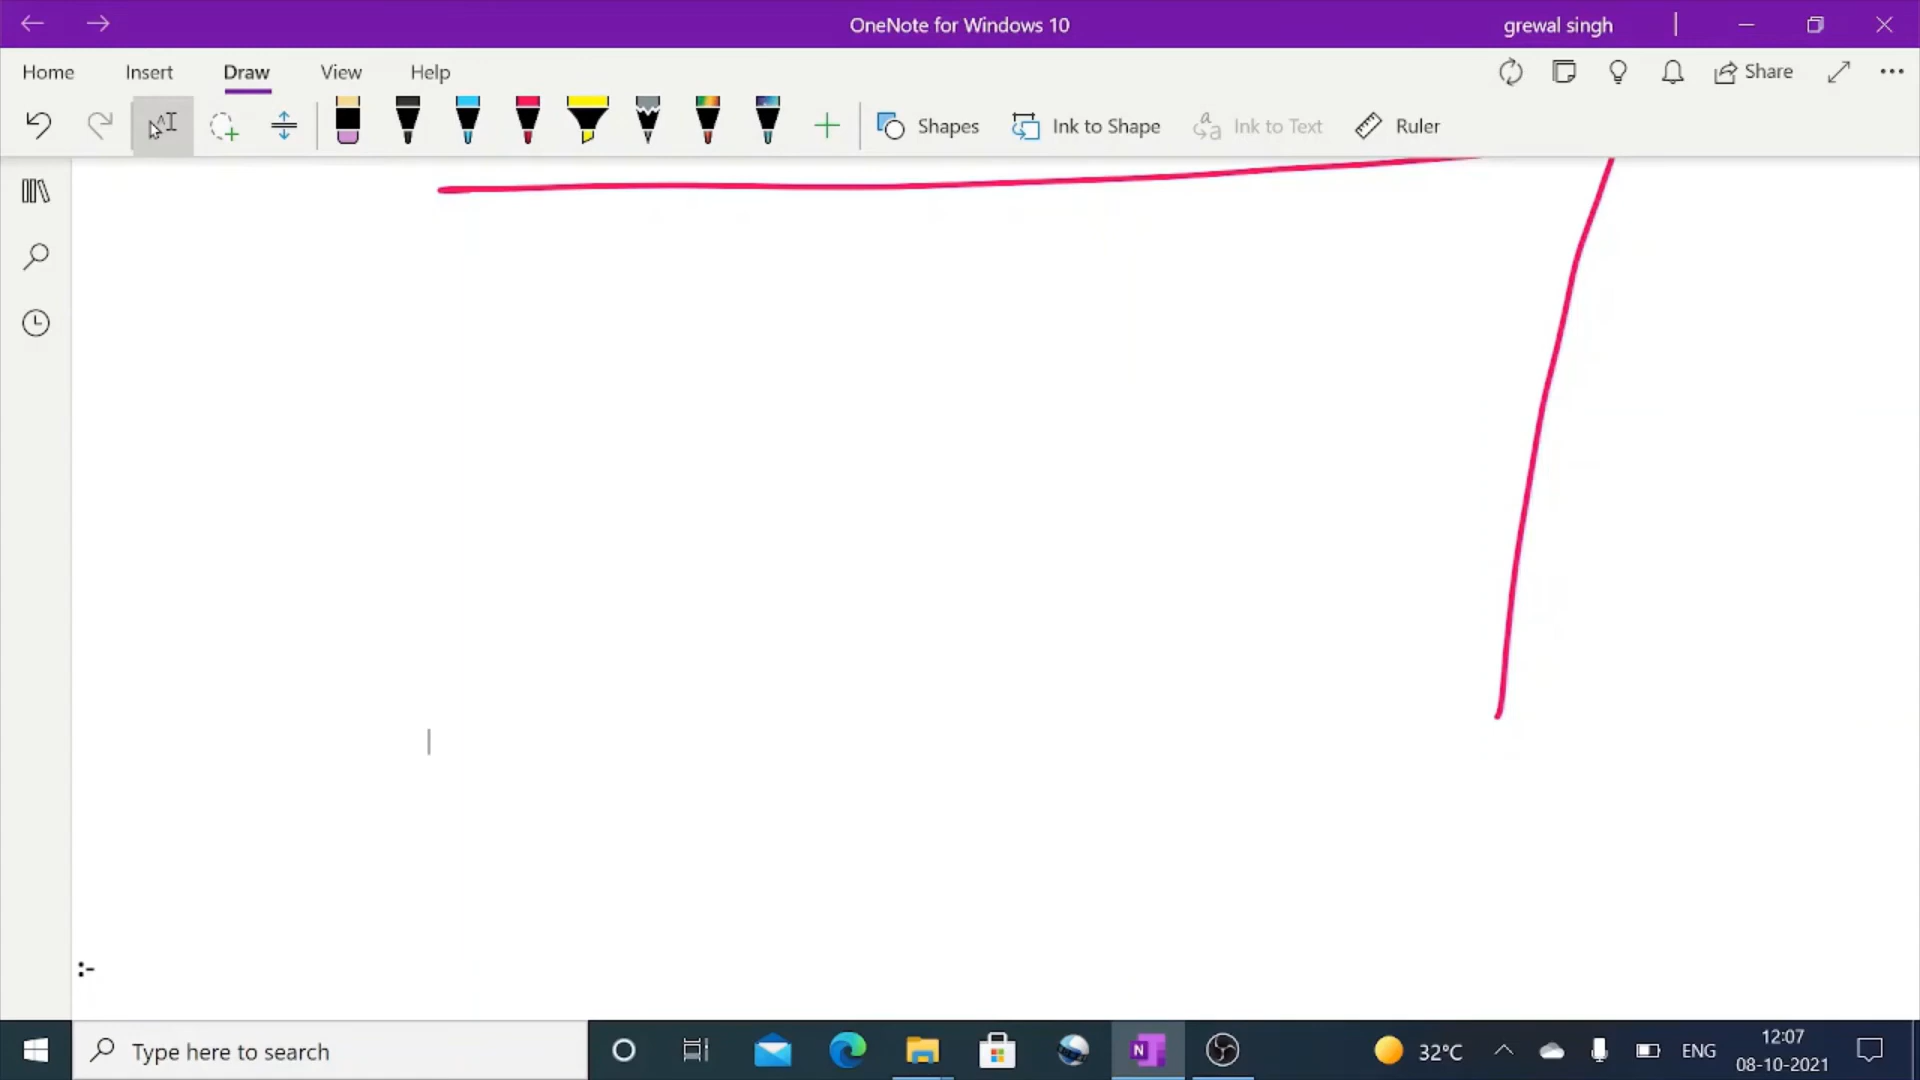 OneNote for Windows 10
grewal singh
Home Insert Draw View Help
Share
Shapes Ink to Shape Ink to Text Ruler
:-
Type here to search
32°C
ENG
12:07
08-10-2021